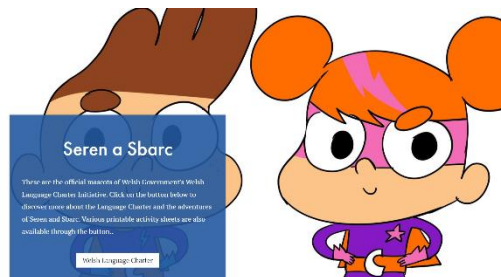 Seren a Sbarc
These are the official mascots of Welsh Government's Welsh
Language Charter Initiative. Click on the button below to
discover more about the Language Charter and the adventures
of Seren and Sbarc. Various printable activity sheets are also
available through the button..
Welsh Language Charter